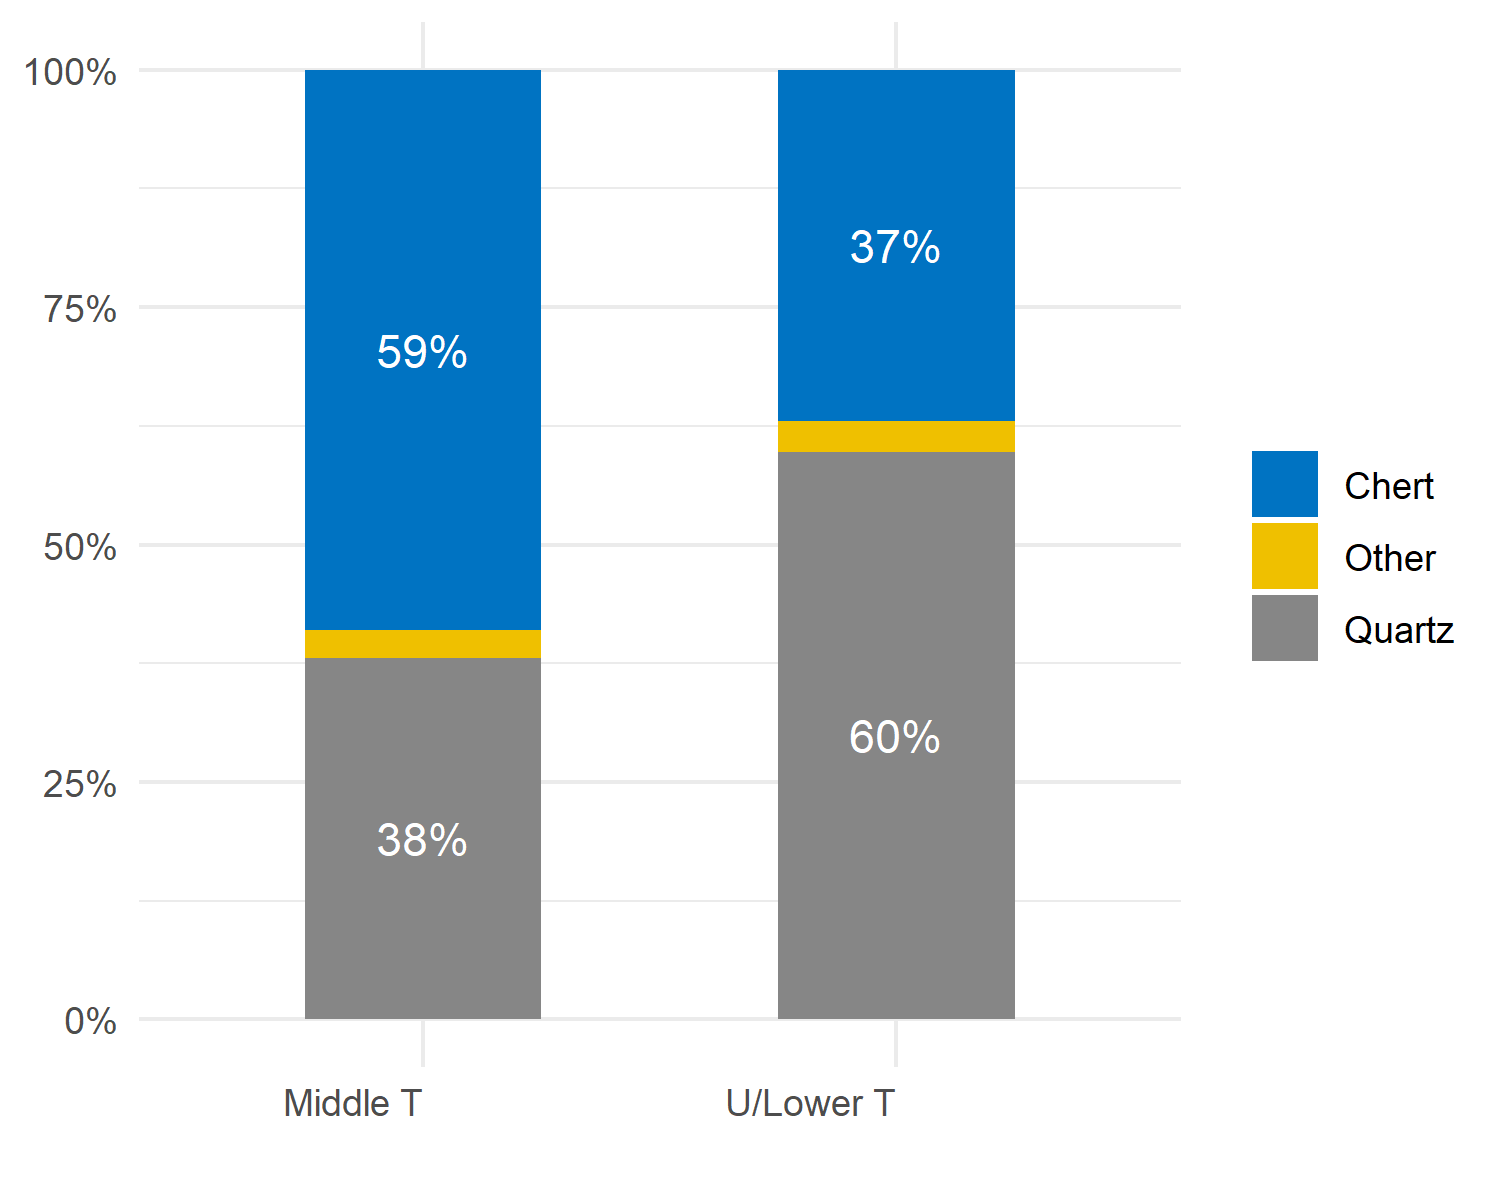 100%
75%
50%
25%
0%
59%
38%
37%
60%
Middle T
U/Lower T
Chert
Other
Quartz